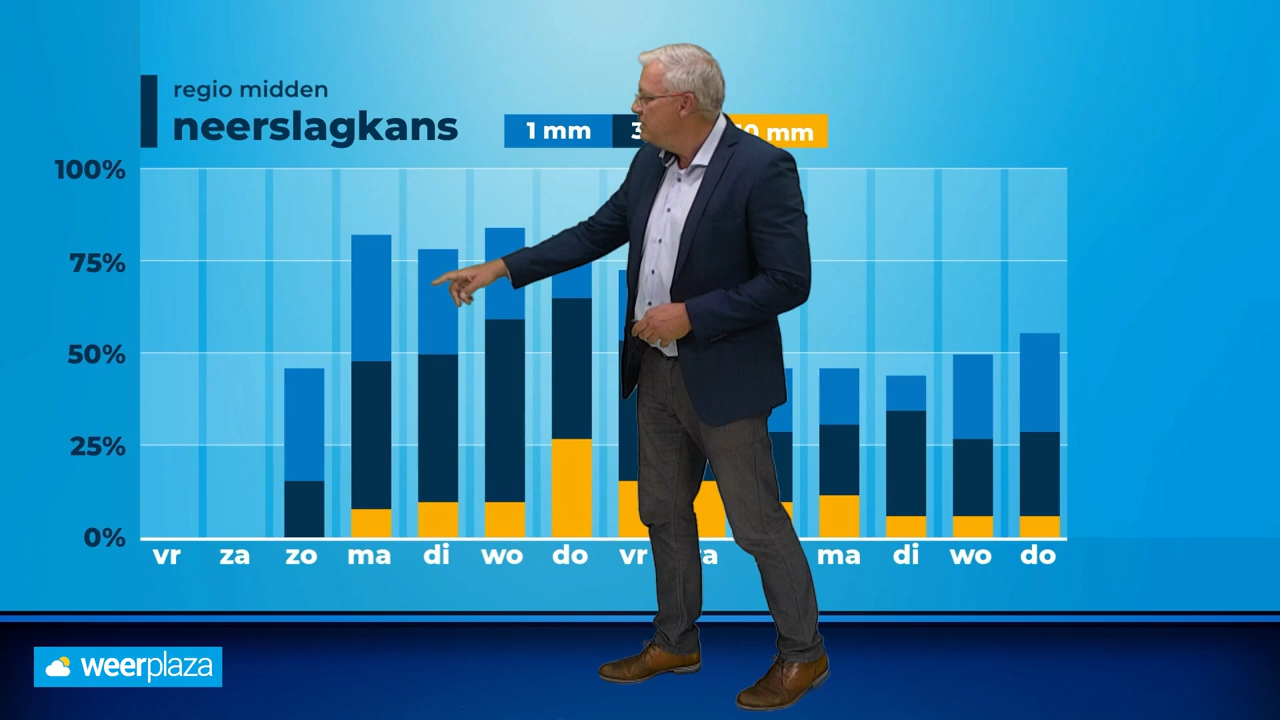 regio midden
neerslagkans
1 mm
mm
100%
75%
50%
25%
0%
vr za zo ma di wo do vr ma di wo do
weerplaza